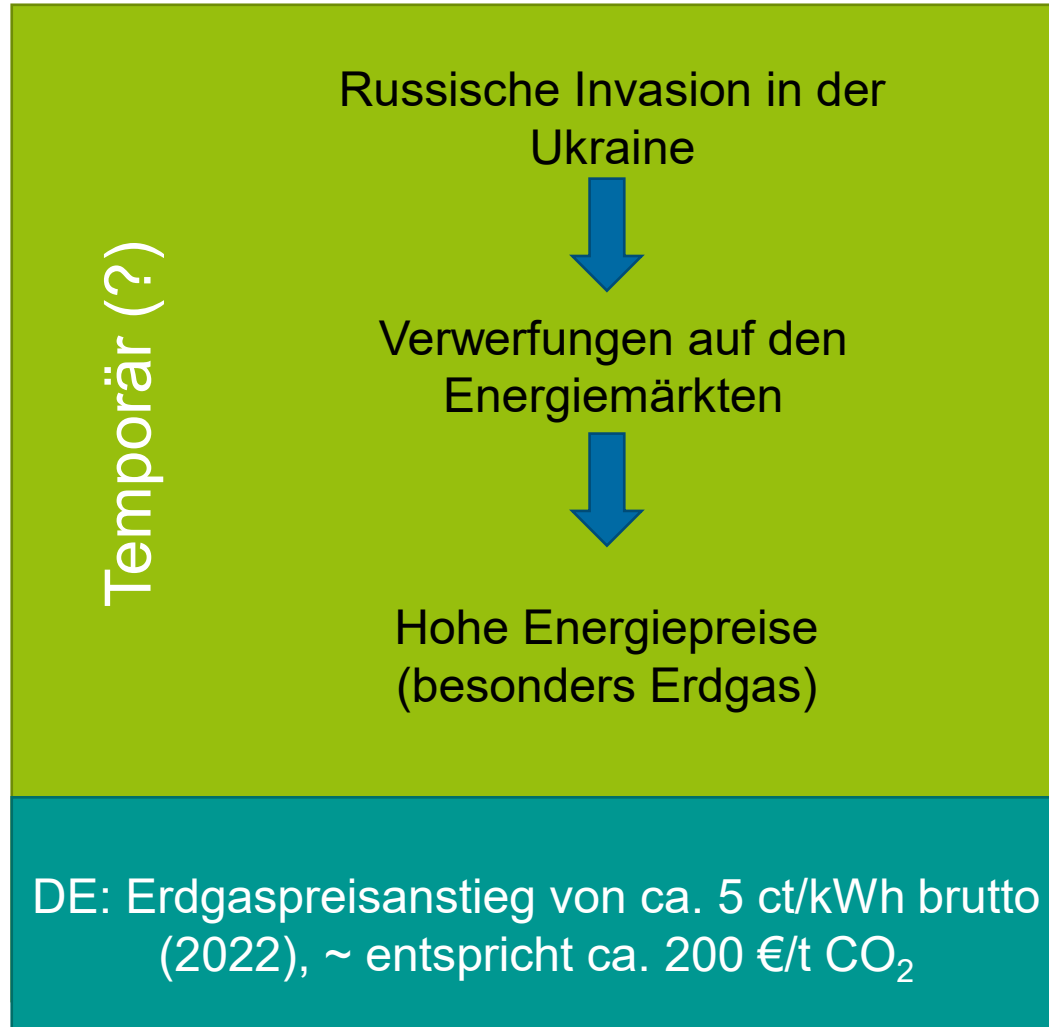 Temporär (?)
Russische Invasion in der
Ukraine
Verwerfungen auf den
Energiemärkten
Hohe Energiepreise
(besonders Erdgas)
DE: Erdgaspreisanstieg von ca. 5 ct/kWh brutto
(2022), ~ entspricht ca. 200 €/t CO₂